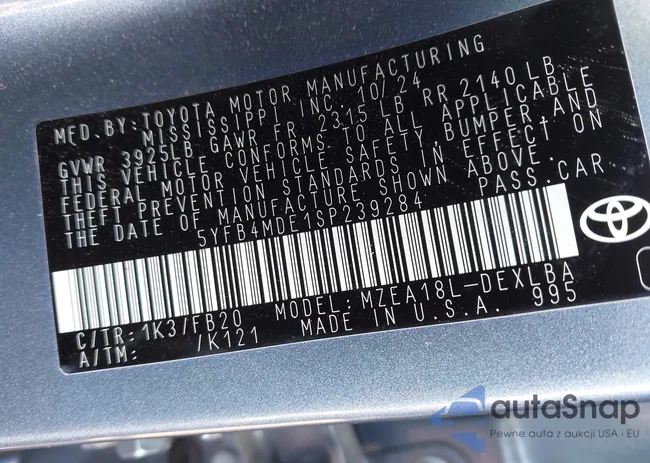 MFD. BY: TOYOTA MOTOR MANUFACTURING
MISSISSIPPI INC. 10/24
GVWR 3925LB GAWR FR 2315 LB RR 2140 LB
THIS VEHICLE CONFORMS TO ALL APPLICABLE
FEDERAL MOTOR VEHICLE SAFETY, BUMPER, AND
THEFT PREVENTION STANDARDS IN EFFECT ON
THE DATE OF MANUFACTURE SHOWN ABOVE.
5YFB4MDE1SP239284 PASS. CAR
C/TR: 1K3/FB20 MODEL: MZEA18L-DEXLBA
A/TM: /K121 MADE IN U.S.A. 995
autaSnap
Pewne auta z aukcji USA i EU